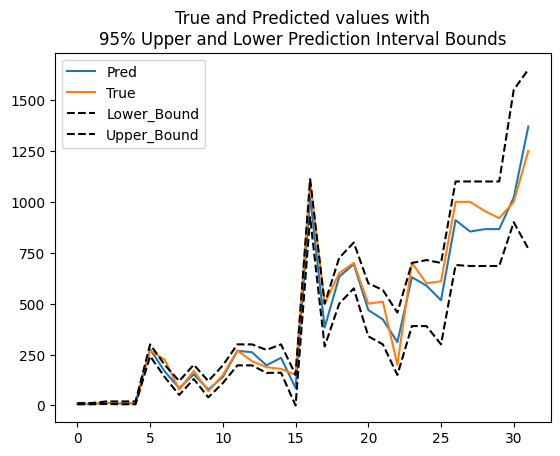 True and Predicted values with
95% Upper and Lower Prediction Interval Bounds
Pred
True
Lower_Bound
Upper_Bound
1500
1250
1000
750
500
250
0
0 5 10 15 20 25 30